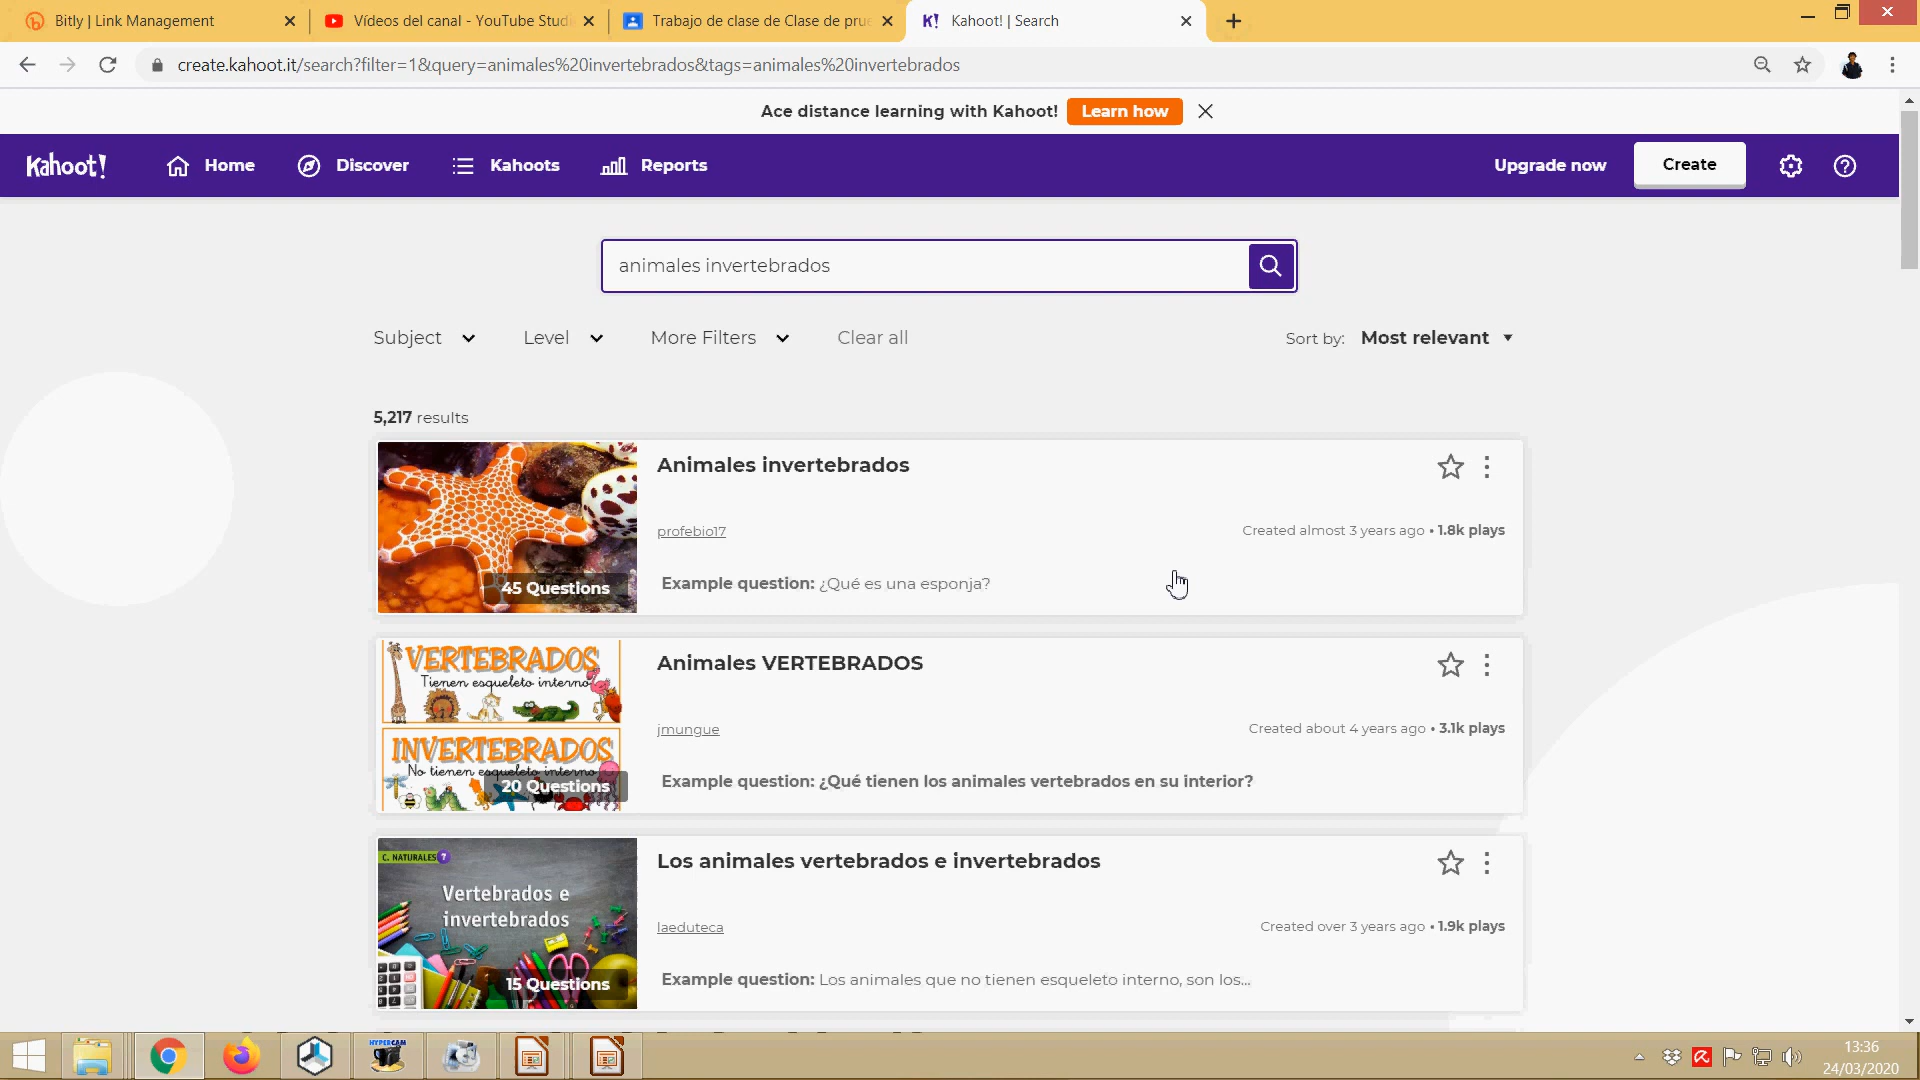 Bitly | Link Management
Vídeos del canal - YouTube Studi
Trabajo de clase de Clase de prue
K! Kahoot! | Search
create.kahoot.it/search?filter=1&query=animales%20invertebrados&tags=animales%20invertebrados
Ace distance learning with Kahoot! Learn how
Kahoot! Home Discover Kahoots Reports Upgrade now Create
animales invertebrados
Subject Level More Filters Clear all Sort by: Most relevant
5,217 results
Animales invertebrados
profebio17 Created almost 3 years ago • 1.8k plays
45 Questions Example question: ¿Qué es una esponja?
VERTEBRADOS
Tienen esqueleto interno
INVERTEBRADOS
No tienen esqueleto interno
20 Questions
Animales VERTEBRADOS
jmungue Created about 4 years ago • 3.1k plays
Example question: ¿Qué tienen los animales vertebrados en su interior?
C. NATURALES 7
Vertebrados e
invertebrados
15 Questions
Los animales vertebrados e invertebrados
laeduteca Created over 3 years ago • 1.9k plays
Example question: Los animales que no tienen esqueleto interno, son los...
HYPERCAM
13:36
24/03/2020